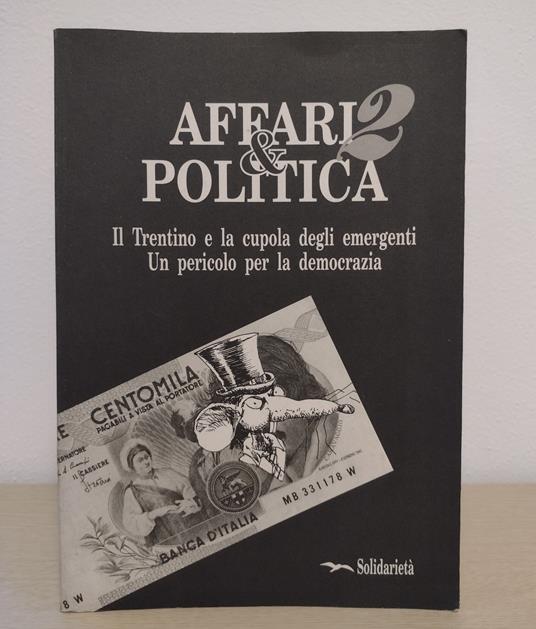 AFFARI 2
&
POLITICA
Il Trentino e la cupola degli emergenti
Un pericolo per la democrazia
CENTOMILA
PAGABILI A VISTA AL PORTATORE
IL CASSIERE
MB 331178 W
BANCA D'ITALIA
8 W
Solidarietà